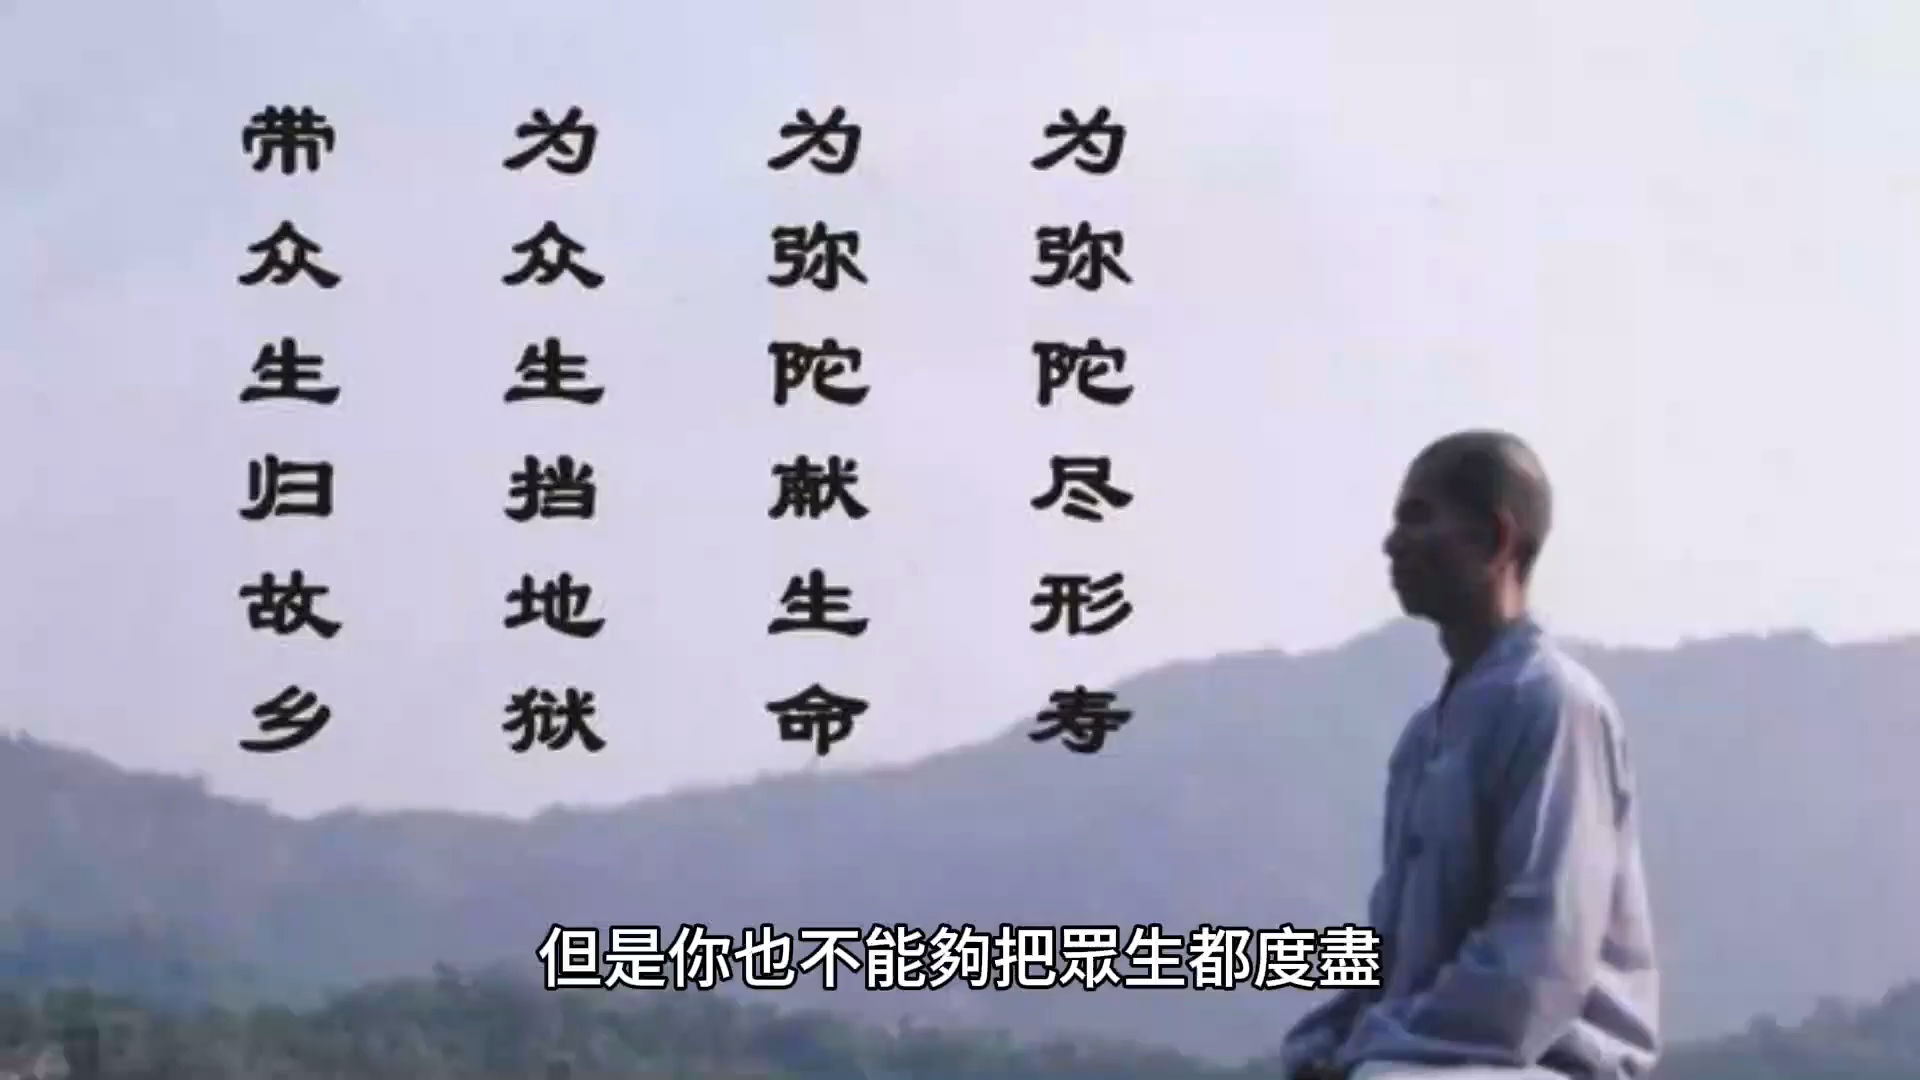 为弥陀尽形寿
为弥陀献生命
为众生挡地狱
带众生归故乡
但是你也不能夠把眾生都度盡